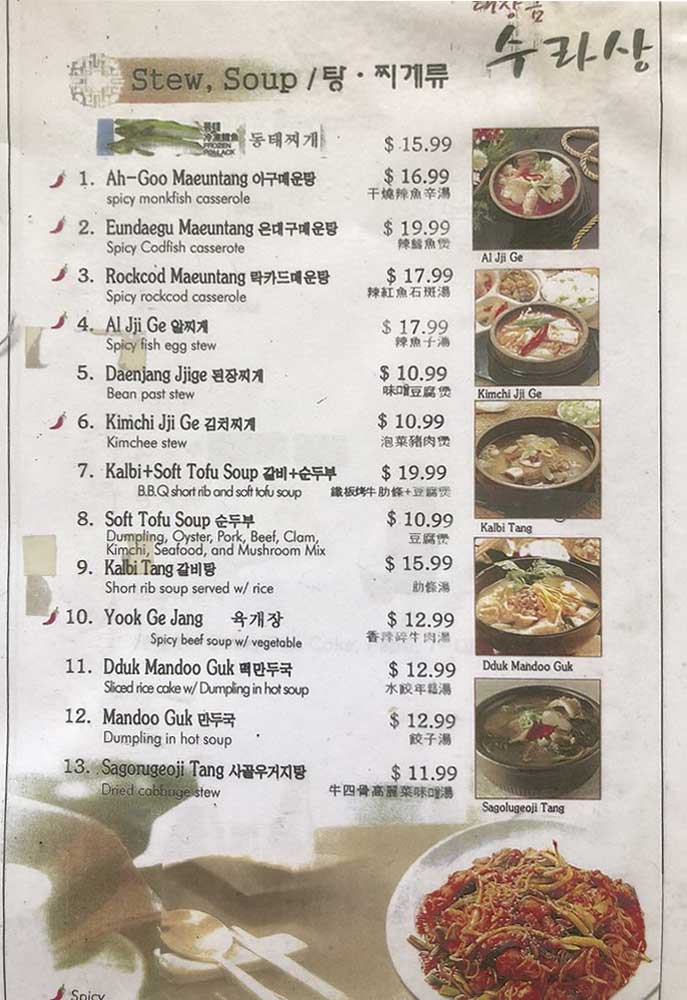 대장금
수라상
Stew, Soup / 탕 · 찌개류
동태
冷凍鱈魚
FROZEN
POLLACK
동태찌개 $ 15.99
1. Ah-Goo Maeuntang 아구매운탕 $ 16.99
spicy monkfish casserole 干燒辣魚辛湯
2. Eundaegu Maeuntang 은대구매운탕 $ 19.99
Spicy Codfish casserote 辣鱈魚煲
3. Rockcod Maeuntang 락카드매운탕 $ 17.99
Spicy rockcod casserole 辣紅魚石斑湯
4. Al Ji Ge 알찌게 $ 17.99
Spicy fish egg stew 辣魚子湯
5. Daenjang Jjige 된장찌게 $ 10.99
Bean past stew 味噌豆腐煲
6. Kimchi Jji Ge 김치찌게 $ 10.99
Kimchee stew 泡菜豬肉煲
7. Kalbi+Soft Tofu Soup 갈비+순두부 $ 19.99
B.B.Q short rib and soft tofu soup 鐵板烤牛肋條+豆腐煲
8. Soft Tofu Soup 순두부 $ 10.99
Dumpling, Oyster, Pork, Beef, Clam, 豆腐煲
Kimchi, Seafood, and Mushroom Mix
9. Kalbi Tang 갈비탕 $ 15.99
Short rib soup served w/ rice 肋條湯
10. Yook Ge Jang 육개장 $ 12.99
Spicy beef soup w/ vegetable 香辣碎牛肉湯
11. Dduk Mandoo Guk 떡만두국 $ 12.99
Sliced rice cake w/ Dumpling in hot soup 水餃年糕湯
12. Mandoo Guk 만두국 $ 12.99
Dumpling in hot soup 餃子湯
13. Sagorugeoji Tang 사골우거지탕 $ 11.99
Dried cabbage stew 牛四骨高麗菜味噌湯
Al Jji Ge
Kimchi Jji Ge
Kalbi Tang
Dduk Mandoo Guk
Sagolugeoji Tang
Spicy